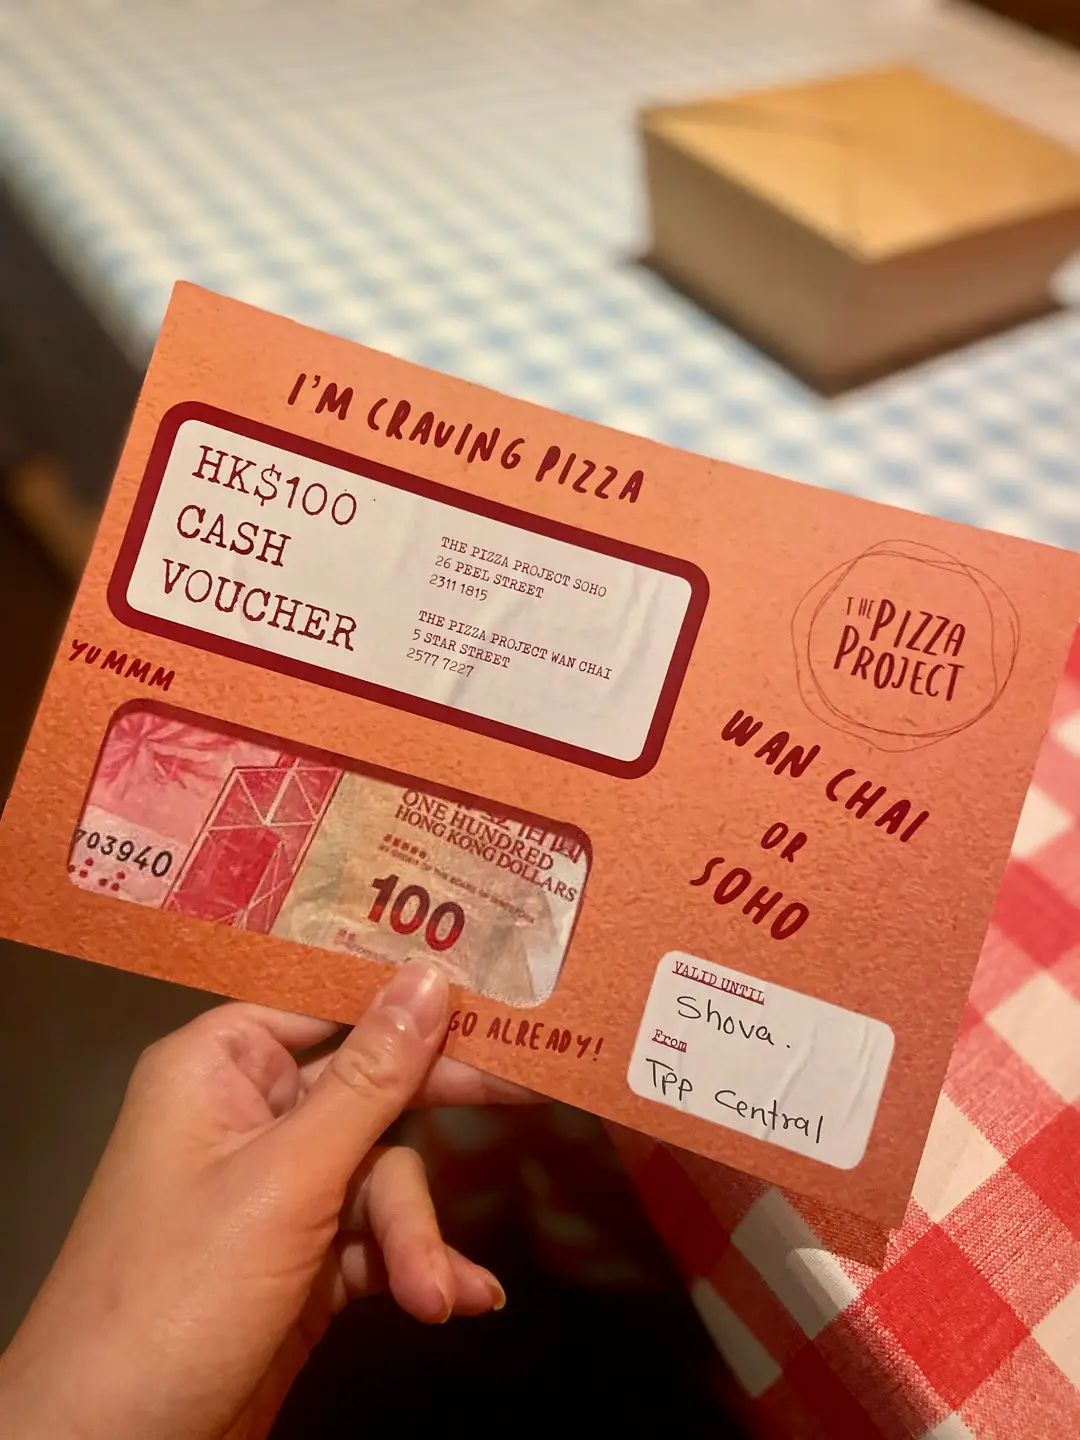 I'M CRAVING PIZZA
HK$100
CASH
VOUCHER
THE PIZZA PROJECT SOHO
26 PEEL STREET
2311 1815
THE PIZZA PROJECT WAN CHAI
5 STAR STREET
2577 7227
THE PIZZA
PROJECT
WAN CHAI
OR
SOHO
YUMMM
703940
ONE HUNDRED
HONG KONG DOLLARS
100
GO ALREADY!
VALID UNTIL
Shova.
From
Tpp Central